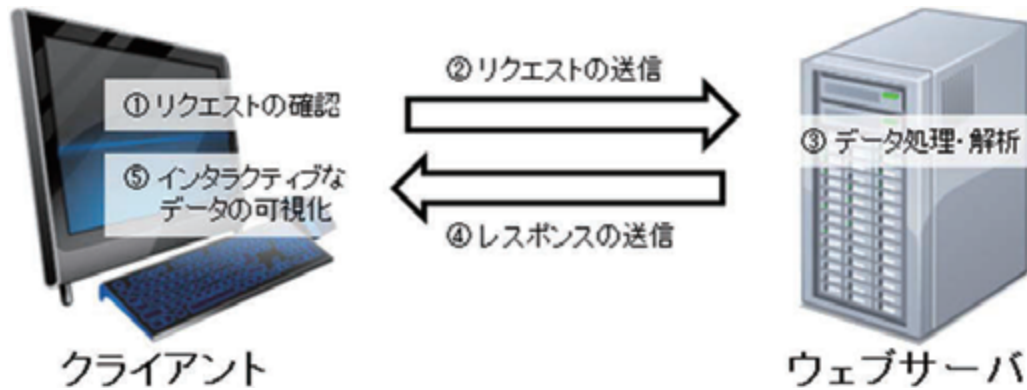 ① リクエストの確認
② リクエストの送信
③ データ処理・解析
④ レスポンスの送信
⑤ インタラクティブな
データの可視化
クライアント
ウェブサーバ